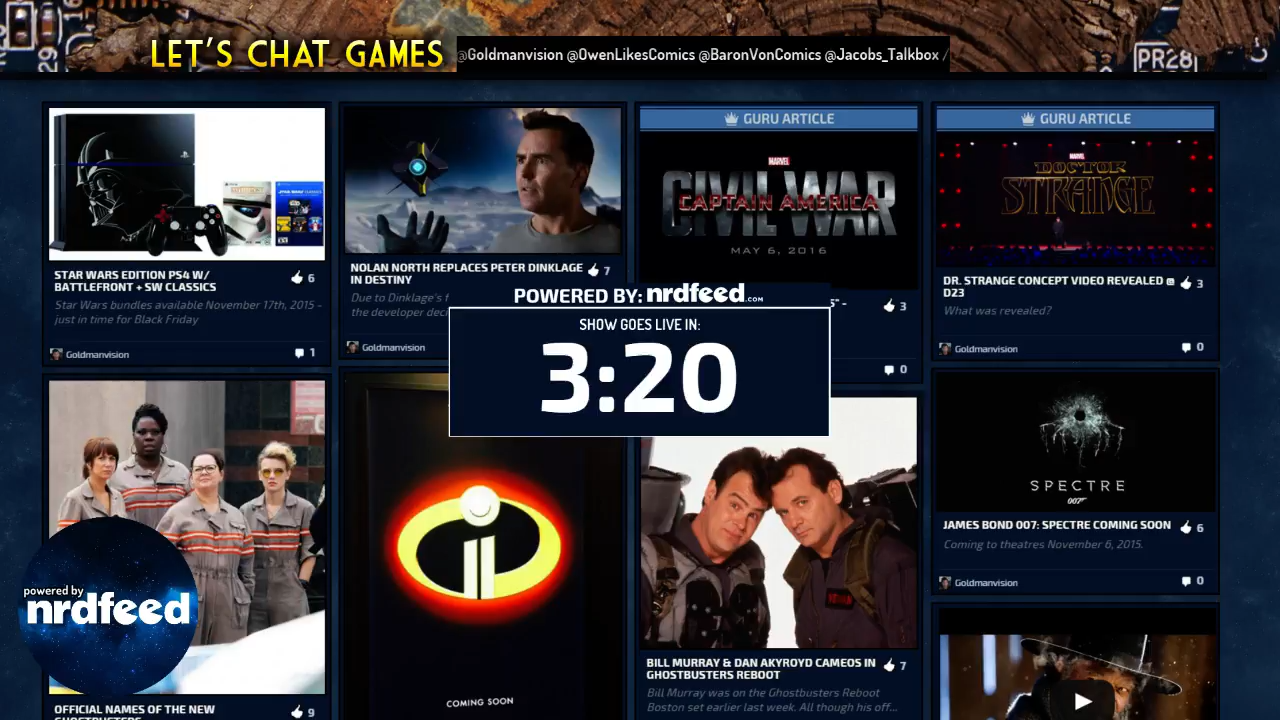 LET'S CHAT GAMES
@Goldmanvision @OwenLikesComics @BaronVonComics @Jacobs_Talkbox /
PR28
STAR WARS EDITION PS4 W/
BATTLEFRONT + SW CLASSICS
6
Star Wars bundles available November 17th, 2015 -
just in time for Black Friday
Goldmanvision
1
NOLAN NORTH REPLACES PETER DINKLAGE
IN DESTINY
7
Due to Dinklage's
the developer
Goldmanvision
GURU ARTICLE
MARVEL
CIVIL WAR
CAPTAIN AMERICA
MAY 6, 2016
3
0
GURU ARTICLE
MARVEL
DOCTOR
STRANGE
DR. STRANGE CONCEPT VIDEO REVEALED @
D23
3
What was revealed?
Goldmanvision
0
POWERED BY: nrdfeed.COM
SHOW GOES LIVE IN:
3:20
powered by
nrdfeed
OFFICIAL NAMES OF THE NEW
GHOSTBUSTERS
9
COMING SOON
BILL MURRAY & DAN AKYROYD CAMEOS IN
GHOSTBUSTERS REBOOT
7
Bill Murray was on the Ghostbusters Reboot
Boston set earlier last week. All though his off...
SPECTRE
007
JAMES BOND 007: SPECTRE COMING SOON
6
Coming to theatres November 6, 2015.
Goldmanvision
0